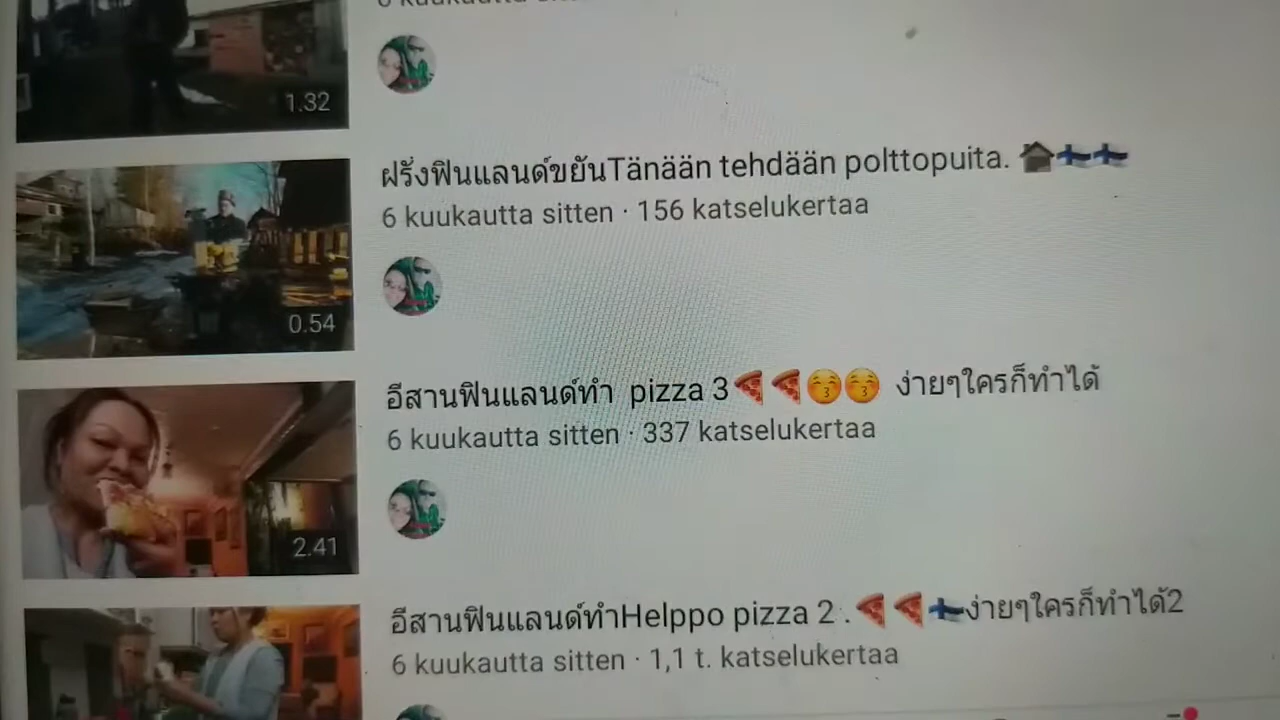 6 kuukautta sitten
1.32
ฝรั่งฟินแลนด์ขยันTänään tehdään polttopuita. 🏠🇫🇮🇫🇮
6 kuukautta sitten · 156 katselukertaa
0.54
อีสานฟินแลนด์ทำ pizza 3🍕🍕😚😚 ง่ายๆใครก็ทำได้
6 kuukautta sitten · 337 katselukertaa
2.41
อีสานฟินแลนด์ทำHelppo pizza 2 .🍕🍕🇫🇮ง่ายๆใครก็ทำได้2
6 kuukautta sitten · 1,1 t. katselukertaa